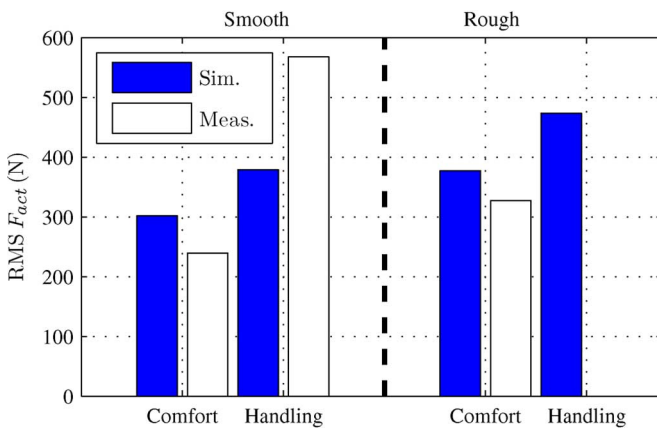 Smooth Rough
600
Sim.
500
Meas.
400
300
200
100
0
RMS F_act (N)
Comfort Handling Comfort Handling